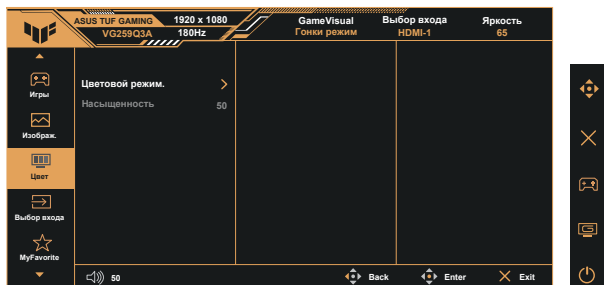 ASUS TUF GAMING 1920 x 1080 GameVisual Выбор входа Яркость
VG259Q3A 180Hz Гонки режим HDMI-1 65
Игры
Цветовой режим.
Насыщенность 50
Изображ.
Цвет
Выбор входа
MyFavorite
50 Back Enter Exit